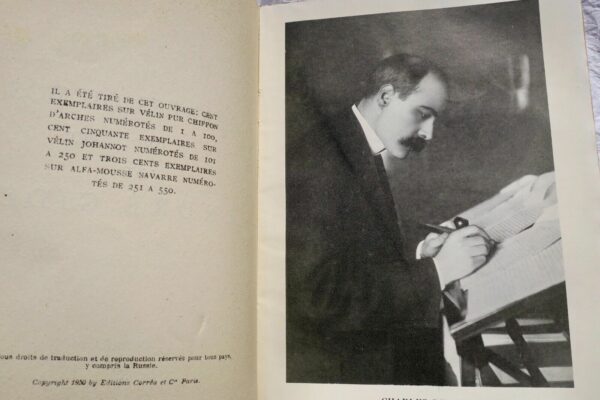 IL A ÉTÉ TIRÉ DE CET OUVRAGE: CENT
EXEMPLAIRES SUR VÉLIN PUR CHIFFON
D'ARCHES NUMÉROTÉS DE 1 A 100,
CENT CINQUANTE EXEMPLAIRES SUR
VÉLIN JOHANNOT NUMÉROTÉS DE 101
A 250 ET TROIS CENTS EXEMPLAIRES
SUR ALFA-MOUSSE NAVARRE NUMÉRO-
TÉS DE 251 A 550.
ous droits de traduction et de reproduction réservés pour tous pays,
y compris la Russie.
Copyright 1930 by Editions Corrêa et Cie Paris.